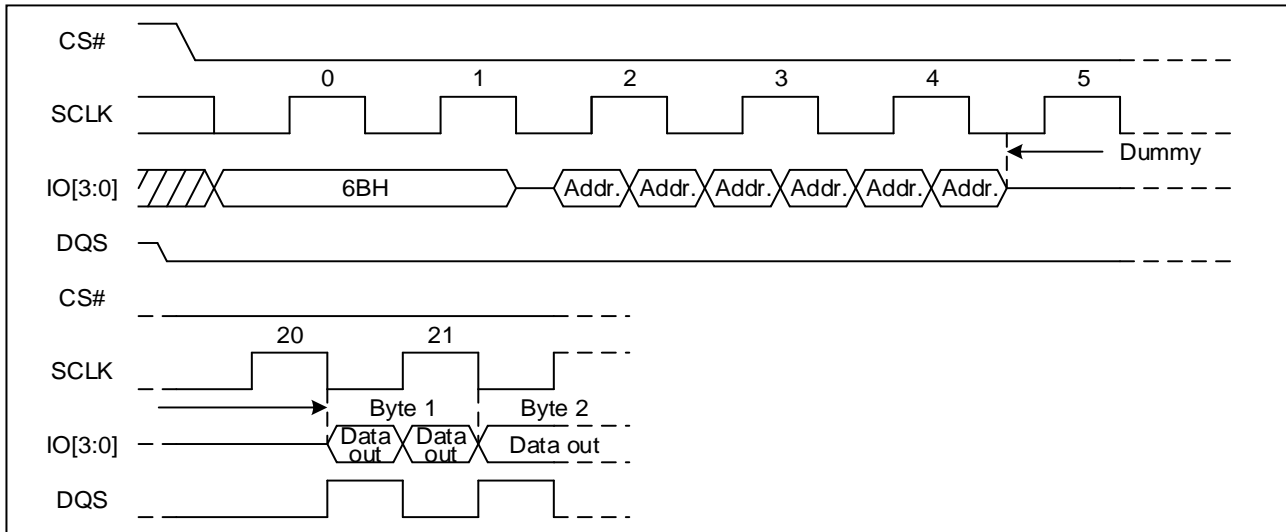 CS#
0 1 2 3 4 5
SCLK
Dummy
IO[3:0] 6BH Addr. Addr. Addr. Addr. Addr. Addr.
DQS
CS#
20 21
SCLK
Byte 1 Byte 2
IO[3:0] Data out Data out Data out
DQS